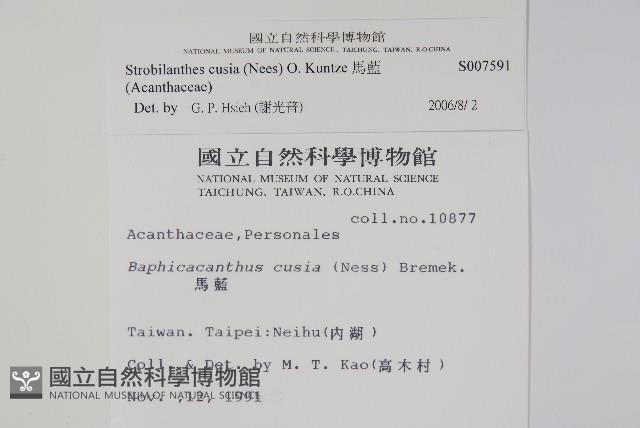 國立自然科學博物館
NATIONAL MUSEUM OF NATURAL SCIENCE, TAICHUNG, TAIWAN, R.O.CHINA
Strobilanthes cusia (Nees) O. Kuntze 馬藍 S007591
(Acanthaceae)
Det. by G. P. Hsieh (謝光普) 2006/8/2
國立自然科學博物館
NATIONAL MUSEUM OF NATURAL SCIENCE
TAICHUNG, TAIWAN, R.O.CHINA
coll.no.10877
Acanthaceae,Personales
Baphicacanthus cusia (Ness) Bremek.
馬藍
Taiwan. Taipei:Neihu(內湖)
Coll. & Det. by M. T. Kao(高木村)
Nov. ,12, 1991
國立自然科學博物館
NATIONAL MUSEUM OF NATURAL SCIENCE